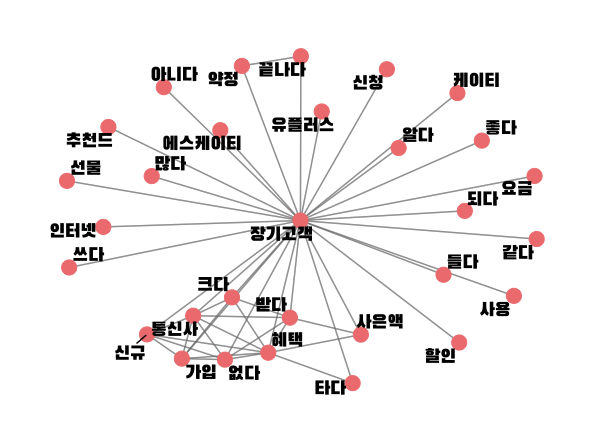 아니다
약정
끝나다
신청
케이티
추천드
에스케이티
유플러스
알다
좋다
선물
많다
요금
되다
인터넷
쓰다
장기고객
같다
들다
크다
받다
사용
통신사
사은액
신규
혜택
할인
가입
없다
타다